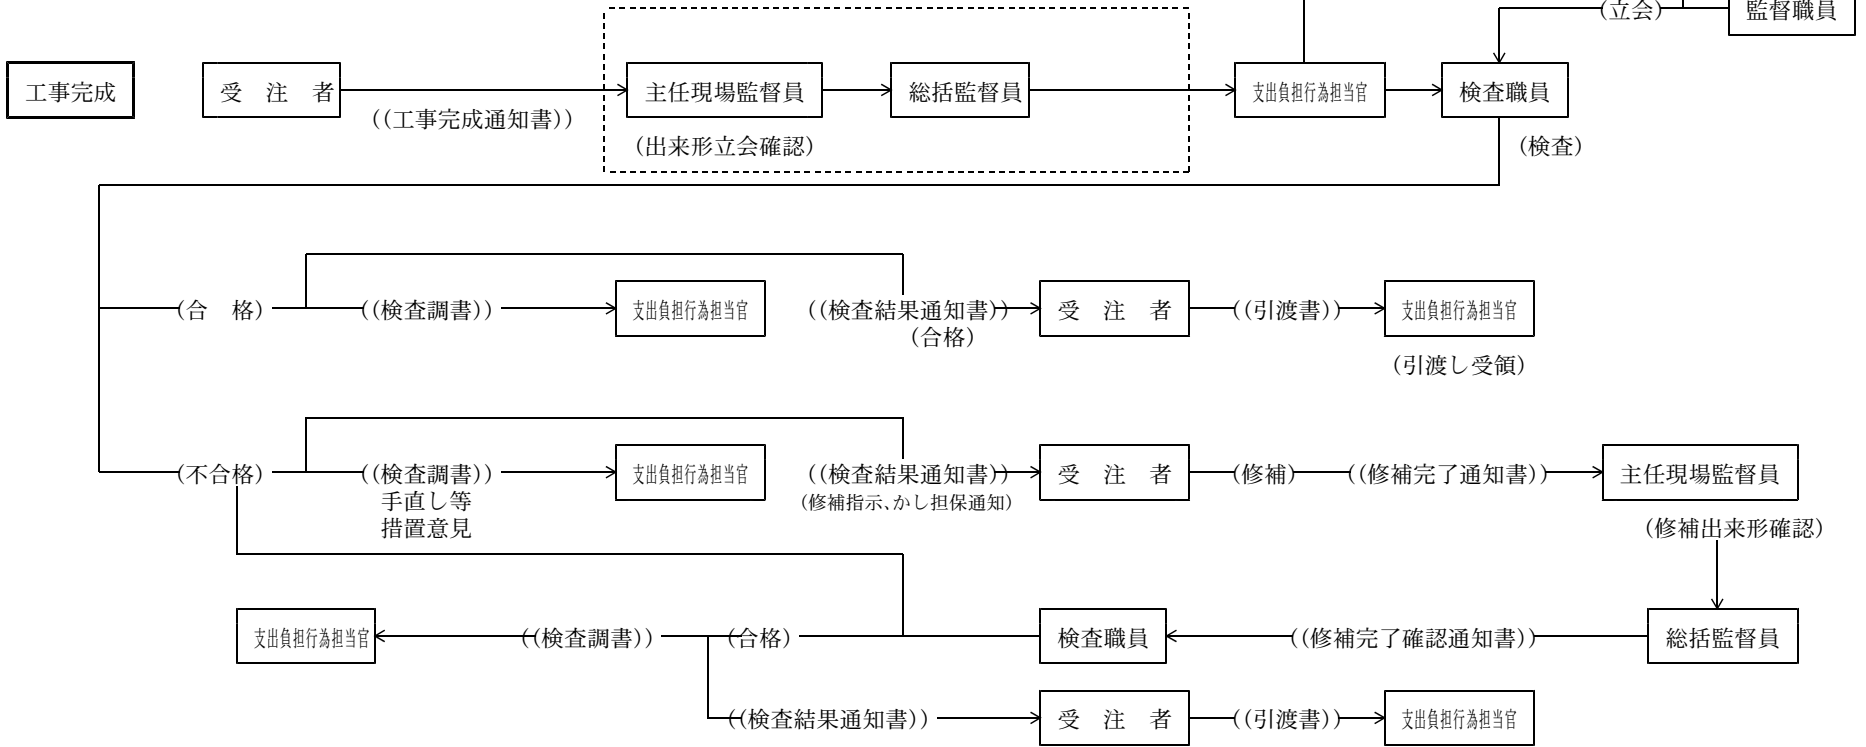 (立会)
監督職員
工事完成
受　注　者
((工事完成通知書))
主任現場監督員
(出来形立会確認)
総括監督員
支出負担行為担当官
検査職員
(検査)
(合　格)
((検査調書))
支出負担行為担当官
((検査結果通知書))
(合格)
受　注　者
((引渡書))
支出負担行為担当官
(引渡し受領)
(不合格)
((検査調書))
手直し等
措置意見
支出負担行為担当官
((検査結果通知書))
(修補指示、かし担保通知)
受　注　者
(修補)
((修補完了通知書))
主任現場監督員
(修補出来形確認)
支出負担行為担当官
((検査調書))
(合格)
検査職員
((修補完了確認通知書))
総括監督員
((検査結果通知書))
受　注　者
((引渡書))
支出負担行為担当官